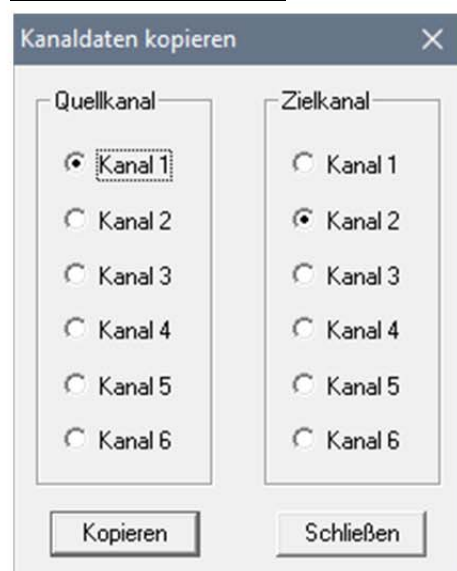 Kanaldaten kopieren
Quellkanal
Kanal 1
Kanal 2
Kanal 3
Kanal 4
Kanal 5
Kanal 6
Zielkanal
Kanal 1
Kanal 2
Kanal 3
Kanal 4
Kanal 5
Kanal 6
Kopieren
Schließen